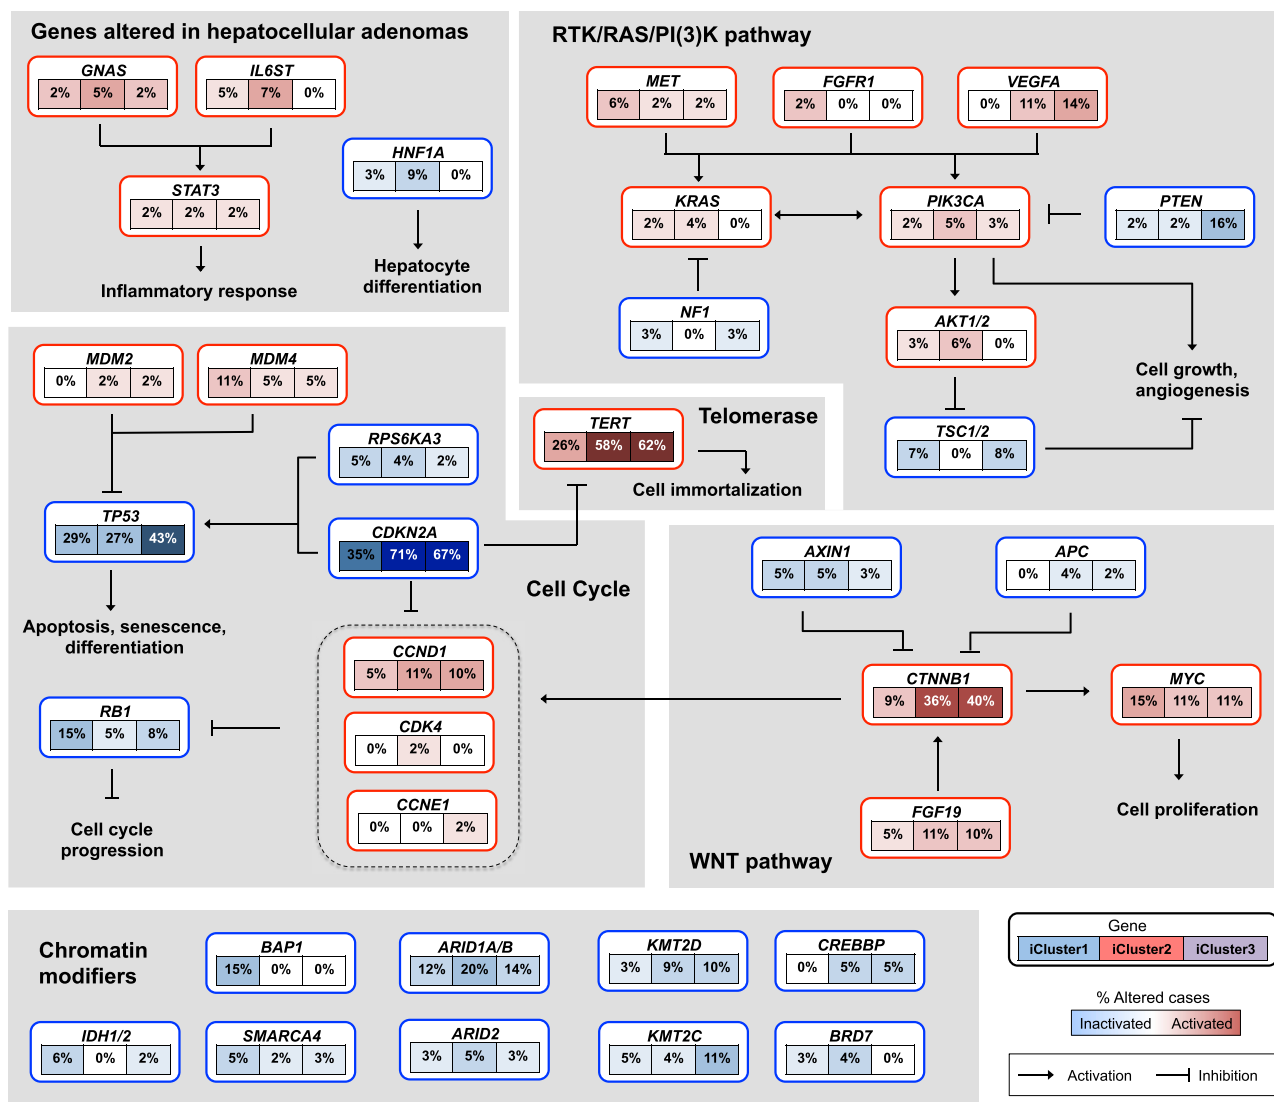 Genes altered in hepatocellular adenomas
GNAS
2% 5% 2%
IL6ST
5% 7% 0%
HNF1A
3% 9% 0%
STAT3
2% 2% 2%
Inflammatory response
Hepatocyte
differentiation
RTK/RAS/PI(3)K pathway
MET
6% 2% 2%
FGFR1
2% 0% 0%
VEGFA
0% 11% 14%
KRAS
2% 4% 0%
PIK3CA
2% 5% 3%
PTEN
2% 2% 16%
NF1
3% 0% 3%
AKT1/2
3% 6% 0%
Cell growth,
angiogenesis
TSC1/2
7% 0% 8%
MDM2
0% 2% 2%
MDM4
11% 5% 5%
RPS6KA3
5% 4% 2%
TP53
29% 27% 43%
CDKN2A
35% 71% 67%
Apoptosis, senescence,
differentiation
Cell Cycle
CCND1
5% 11% 10%
RB1
15% 5% 8%
CDK4
0% 2% 0%
CCNE1
0% 0% 2%
Cell cycle
progression
Telomerase
TERT
26% 58% 62%
Cell immortalization
AXIN1
5% 5% 3%
APC
0% 4% 2%
CTNNB1
9% 36% 40%
MYC
15% 11% 11%
FGF19
5% 11% 10%
Cell proliferation
WNT pathway
Chromatin
modifiers
BAP1
15% 0% 0%
ARID1A/B
12% 20% 14%
KMT2D
3% 9% 10%
CREBBP
0% 5% 5%
IDH1/2
6% 0% 2%
SMARCA4
5% 2% 3%
ARID2
3% 5% 3%
KMT2C
5% 4% 11%
BRD7
3% 4% 0%
Gene
iCluster1 iCluster2 iCluster3
% Altered cases
Inactivated Activated
Activation Inhibition